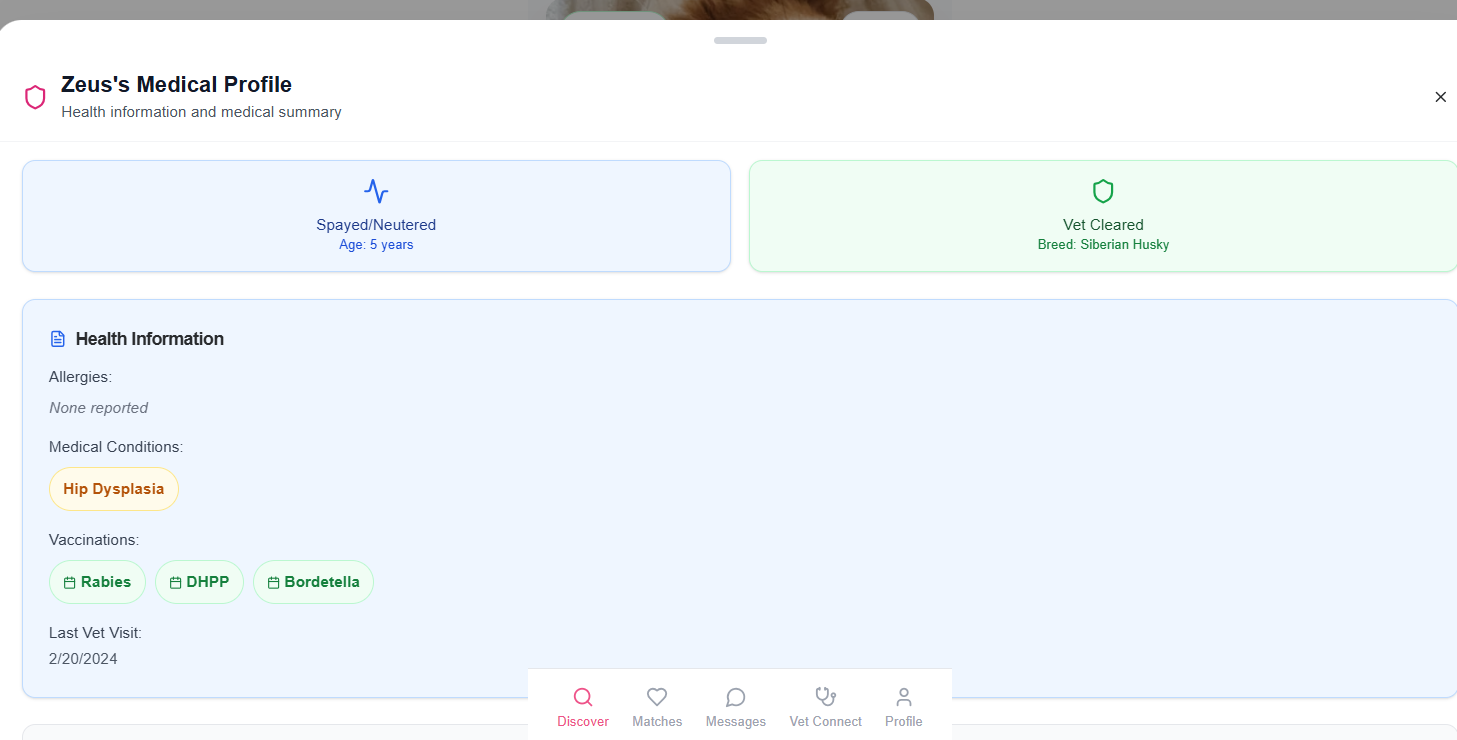 Zeus's Medical Profile
Health information and medical summary
Spayed/Neutered
Age: 5 years
Vet Cleared
Breed: Siberian Husky
Health Information
Allergies:
None reported
Medical Conditions:
Hip Dysplasia
Vaccinations:
Rabies DHPP Bordetella
Last Vet Visit:
2/20/2024
Discover Matches Messages Vet Connect Profile